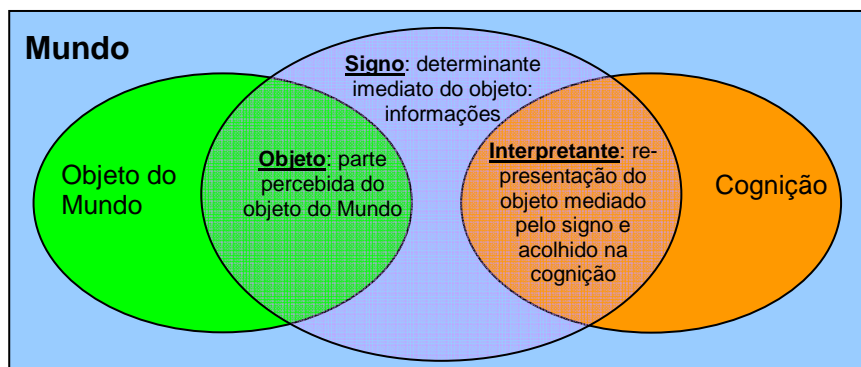 Mundo
Signo: determinante
imediato do objeto:
informações
Objeto do
Mundo
Objeto: parte
percebida do
objeto do Mundo
Interpretante: re-
presentação do
objeto mediado
pelo signo e
acolhido na
cognição
Cognição